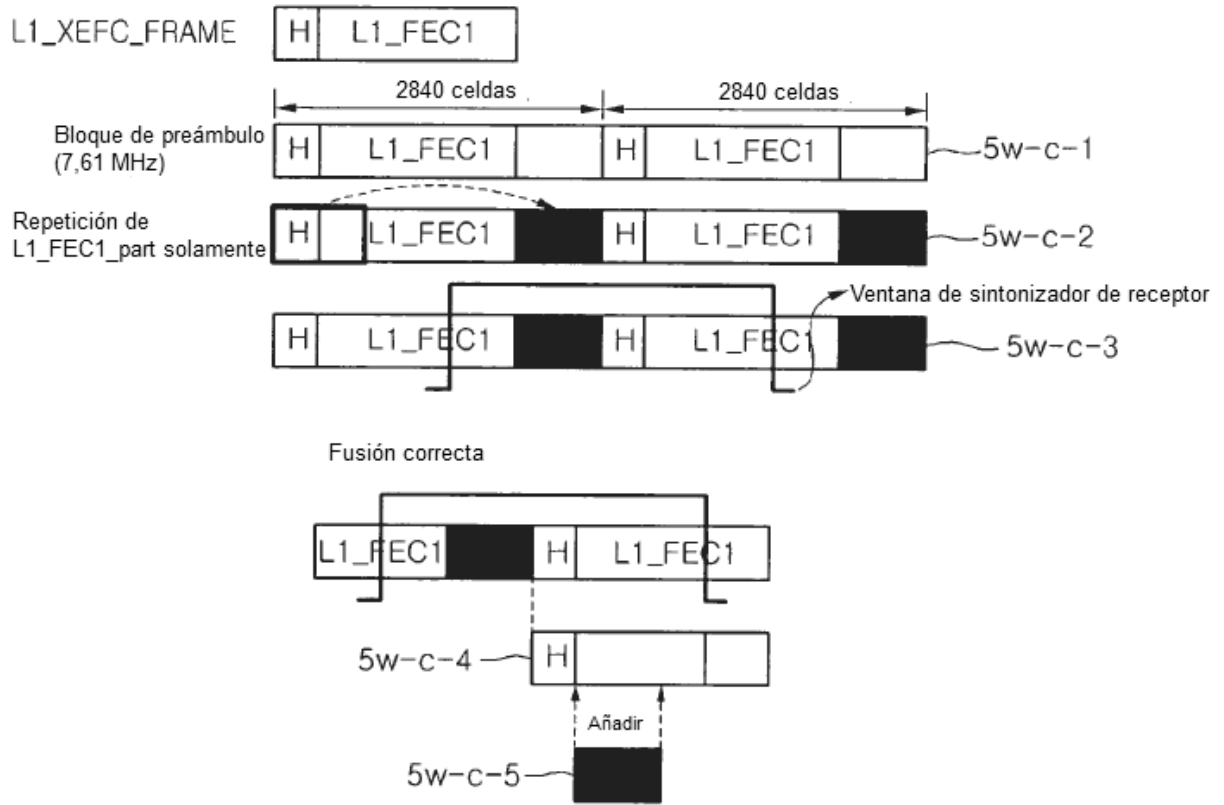 L1_XEFC_FRAME
H L1_FEC1
2840 celdas 2840 celdas
Bloque de preámbulo
(7,61 MHz)
H L1_FEC1 H L1_FEC1
5w-c-1
Repetición de
L1_FEC1_part solamente
H L1_FEC1 H L1_FEC1
5w-c-2
Ventana de sintonizador de receptor
H L1_FEC1 H L1_FEC1
5w-c-3
Fusión correcta
L1_FEC1 H L1_FEC1
5w-c-4
H
Añadir
5w-c-5